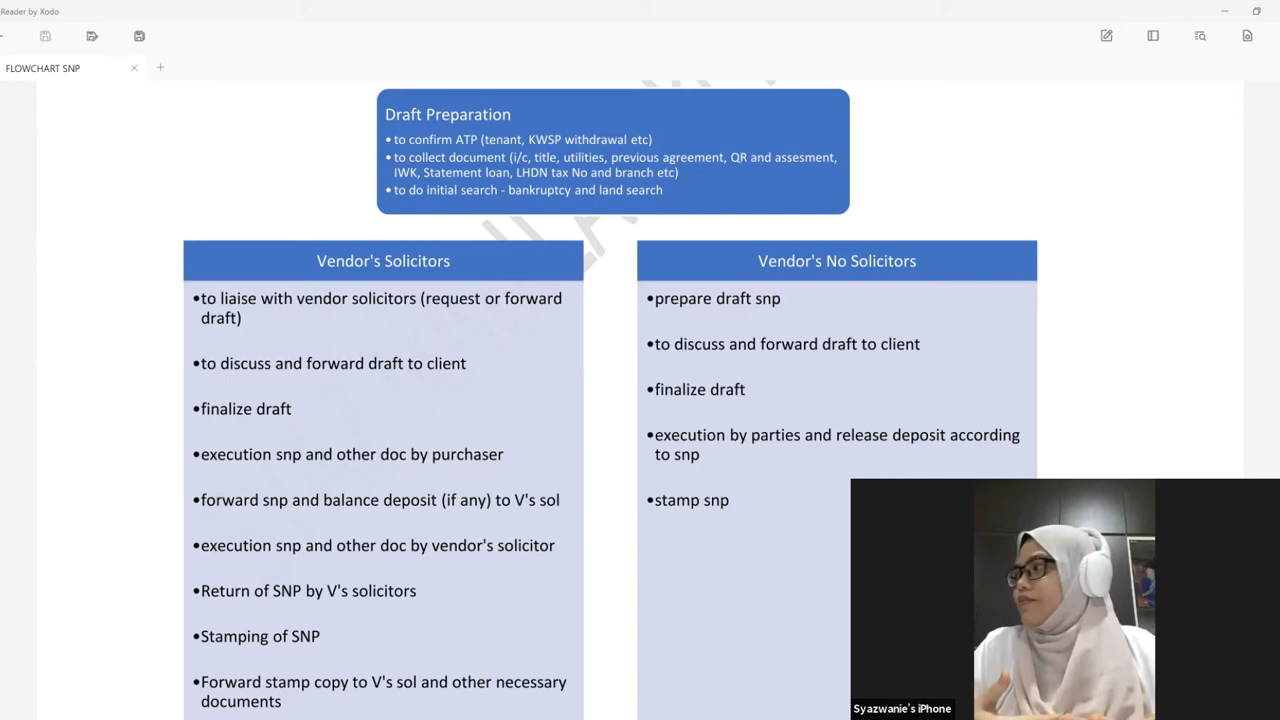 Reader by Xodo
FLOWCHART SNP
Draft Preparation
• to confirm ATP (tenant, KWSP withdrawal etc)
• to collect document (i/c, title, utilities, previous agreement, QR and assesment,
IWK, Statement loan, LHDN tax No and branch etc)
• to do initial search - bankruptcy and land search
Vendor's Solicitors
•to liaise with vendor solicitors (request or forward
draft)
•to discuss and forward draft to client
•finalize draft
•execution snp and other doc by purchaser
•forward snp and balance deposit (if any) to V's sol
•execution snp and other doc by vendor's solicitor
•Return of SNP by V's solicitors
•Stamping of SNP
•Forward stamp copy to V's sol and other necessary
documents
Vendor's No Solicitors
•prepare draft snp
•to discuss and forward draft to client
•finalize draft
•execution by parties and release deposit according
to snp
•stamp snp
Syazwanie's iPhone